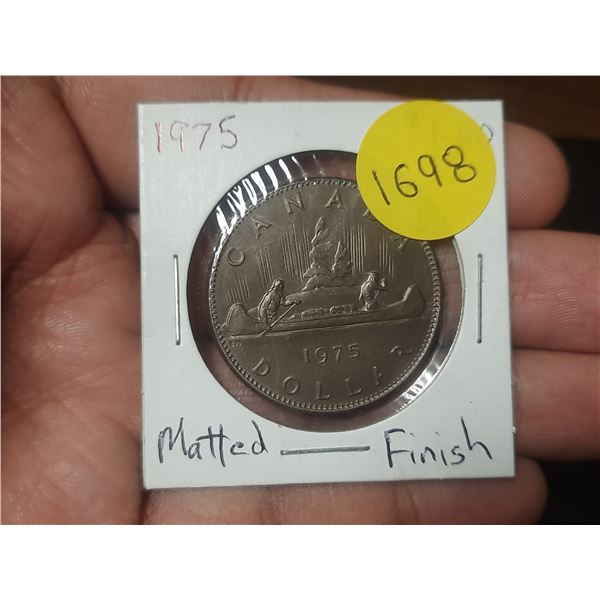 1975
1698
CANADA
1975
DOLLAR
Matted — Finish